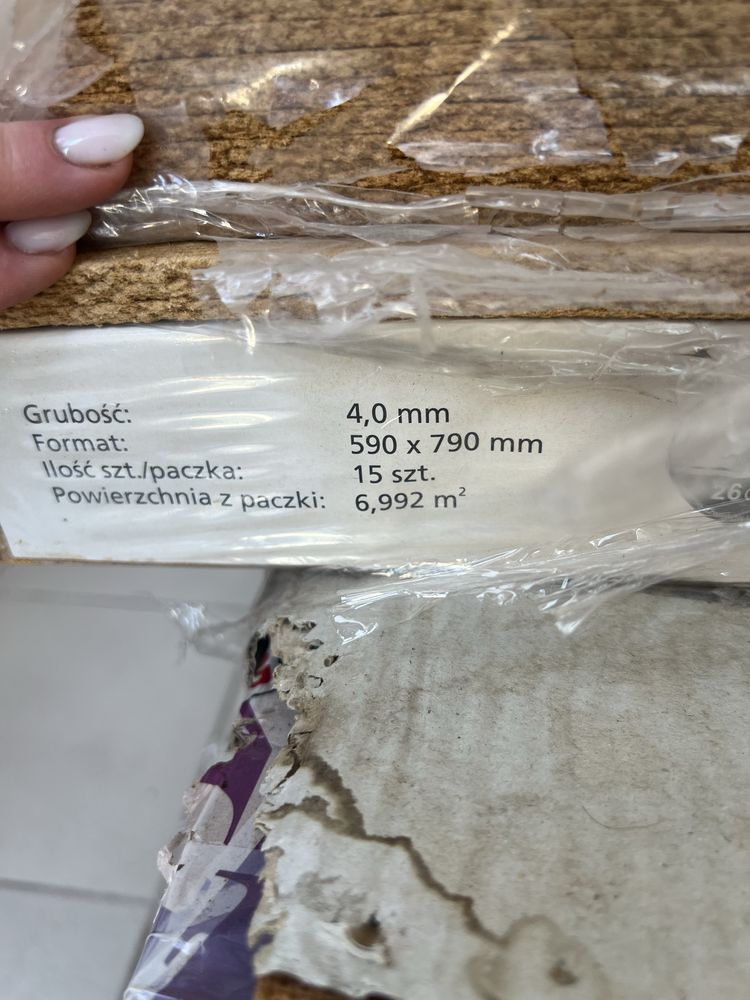 Grubość: 4,0 mm
Format: 590 x 790 mm
Ilość szt./paczka: 15 szt.
Powierzchnia z paczki: 6,992 m²